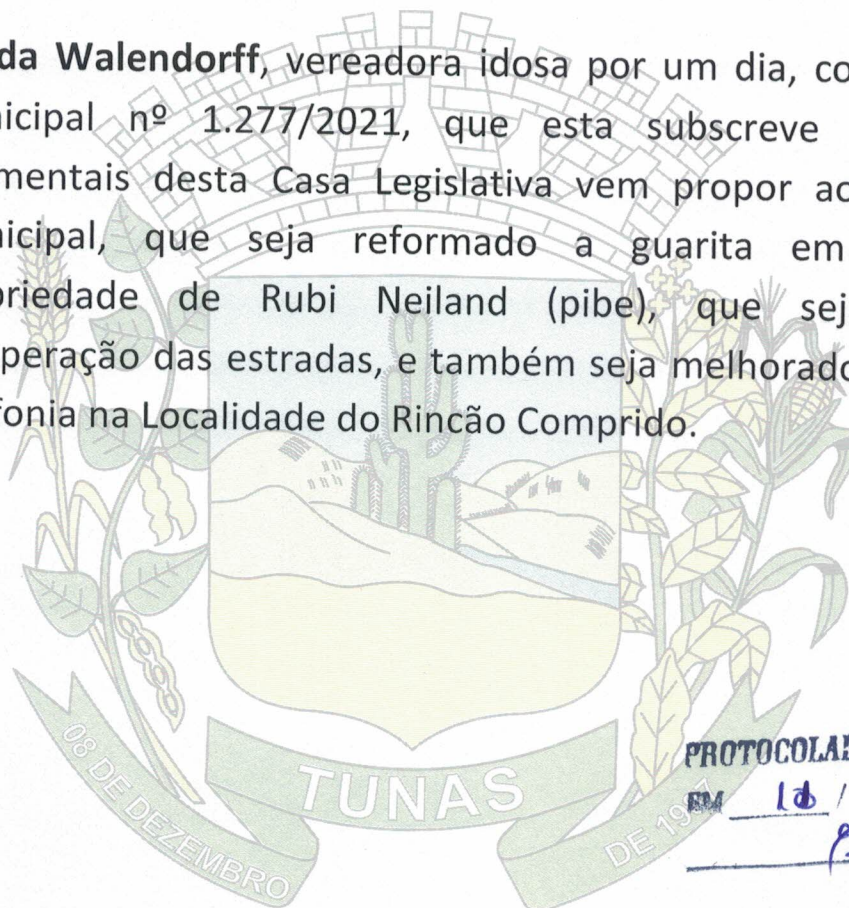 da Walendorff, vereadora idosa por um dia, co
nicipal nº 1.277/2021, que esta subscreve
mentais desta Casa Legislativa vem propor ao
nicipal, que seja reformado a guarita em
priedade de Rubi Neiland (pibe), que sej
peração das estradas, e também seja melhorado
fonia na Localidade do Rincão Comprido.
PROTOCOLA
EM
TUNAS
08 DE DEZEMBRO
DE 1987